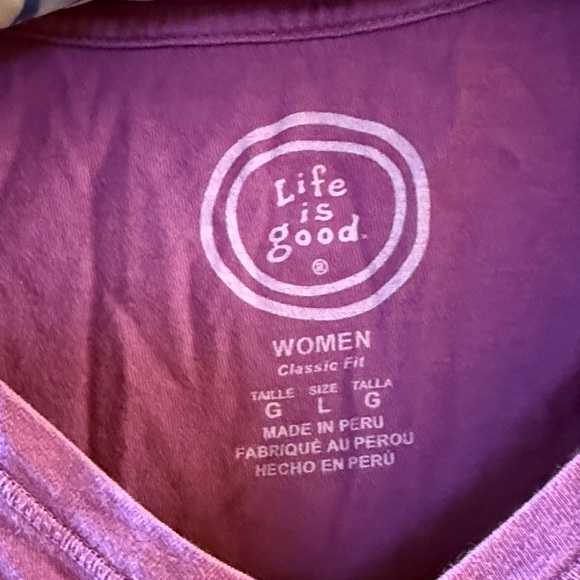 Life
is
good.
®
WOMEN
Classic Fit
TAILLE SIZE TALLA
G L G
MADE IN PERU
FABRIQUÉ AU PEROU
HECHO EN PERÚ